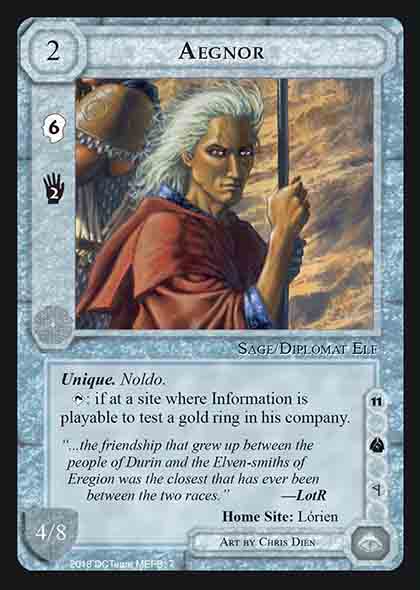 2
Aegnor
6
2
Sage/Diplomat Elf
Unique. Noldo.
: if at a site where Information is
playable to test a gold ring in his company.
"...the friendship that grew up between the
people of Durin and the Elven-smiths of
Eregion was the closest that has ever been
between the two races." —LotR
Home Site: Lórien
11
4/8
Art by Chris Dien
2018 DCTeam